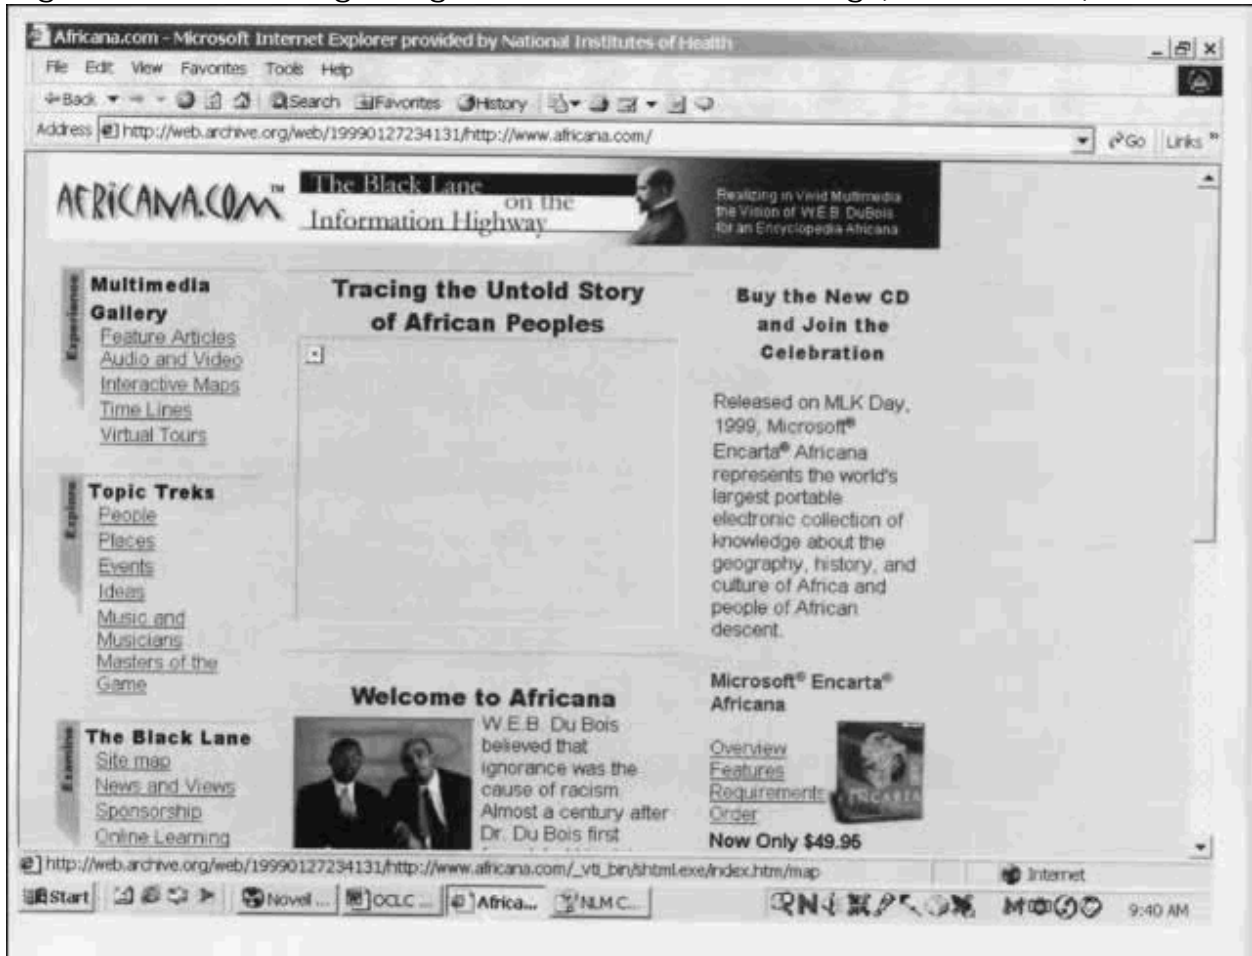 Africana.com - Microsoft Internet Explorer provided by National Institutes of Health
File Edit View Favorites Tools Help
Back Search Favorites History
Address http://web.archive.org/web/19990127234131/http://www.africana.com/ Go Links »
AFRICANA.COM™
The Black Lane
on the
Information Highway
Realizing in Vivid Multimedia
the Vision of W.E.B. DuBois
for an Encyclopedia Africana
Experience
Multimedia
Gallery
Feature Articles
Audio and Video
Interactive Maps
Time Lines
Virtual Tours
Explore
Topic Treks
People
Places
Events
Ideas
Music and
Musicians
Masters of the
Game
Examine
The Black Lane
Site map
News and Views
Sponsorship
Online Learning
Tracing the Untold Story
of African Peoples
Welcome to Africana
W.E.B. Du Bois
believed that
ignorance was the
cause of racism
Almost a century after
Dr. Du Bois first
Buy the New CD
and Join the
Celebration
Released on MLK Day,
1999, Microsoft®
Encarta® Africana
represents the world's
largest portable
electronic collection of
knowledge about the
geography, history, and
culture of Africa and
people of African
descent.
Microsoft® Encarta®
Africana
Overview
Features
Requirements
Order
Now Only $49.95
http://web.archive.org/web/19990127234131/http://www.africana.com/_vti_bin/shtml.exe/index.htm/map
Internet
Start Novel ... OCLC ... Africa... NLM C... 9:40 AM